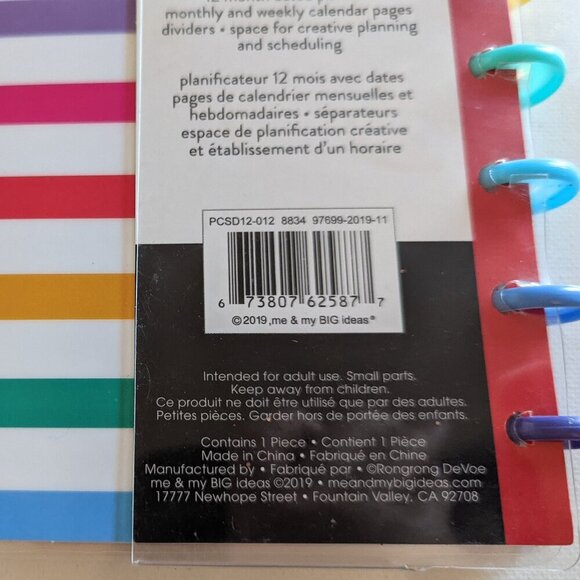 monthly and weekly calendar pages
dividers • space for creative planning
and scheduling
planificateur 12 mois avec dates
pages de calendrier mensuelles et
hebdomadaires • séparateurs
espace de planification créative
et établissement d'un horaire
PCSD12-012 8834 97699-2019-11
6 73807 62587 7
©2019 ,me & my BIG ideas®
Intended for adult use. Small parts.
Keep away from children.
Ce produit ne doit être utilisé que par des adultes.
Petites pièces. Garder hors de portée des enfants.
Contains 1 Piece • Contient 1 Pièce
Made in China • Fabriqué en Chine
Manufactured by • Fabriqué par • ©Rongrong DeVoe
me & my BIG ideas ©2019 • meandmybigideas.com
17777 Newhope Street • Fountain Valley, CA 92708